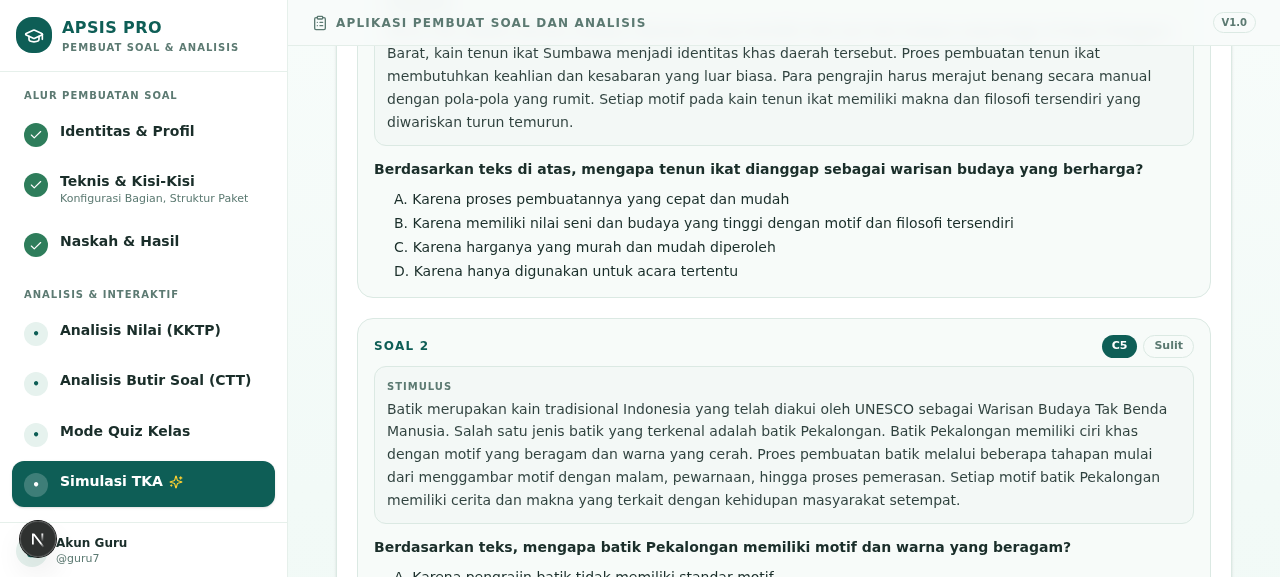 APSIS PRO
PEMBUAT SOAL & ANALISIS
ALUR PEMBUATAN SOAL
Identitas & Profil
Teknis & Kisi-Kisi
Konfigurasi Bagian, Struktur Paket
Naskah & Hasil
ANALISIS & INTERAKTIF
Analisis Nilai (KKTP)
Analisis Butir Soal (CTT)
Mode Quiz Kelas
Simulasi TKA ✨
N
Akun Guru
@guru7
APLIKASI PEMBUAT SOAL DAN ANALISIS
V1.0
Barat, kain tenun ikat Sumbawa menjadi identitas khas daerah tersebut. Proes pembuatan tenun ikat
membutuhkan keahlian dan kesabaran yang luar biasa. Para pengrajin harus merajut benang secara manual
dengan pola-pola yang rumit. Setiap motif pada kain tenun ikat memiliki makna dan filosofi tersendiri yang
diwariskan turun temurun.
Berdasarkan teks di atas, mengapa tenun ikat dianggap sebagai warisan budaya yang berharga?
A. Karena proses pembuatannya yang cepat dan mudah
B. Karena memiliki nilai seni dan budaya yang tinggi dengan motif dan filosofi tersendiri
C. Karena harganya yang murah dan mudah diperoleh
D. Karena hanya digunakan untuk acara tertentu
SOAL 2
C5
Sulit
STIMULUS
Batik merupakan kain tradisional Indonesia yang telah diakui oleh UNESCO sebagai Warisan Budaya Tak Benda
Manusia. Salah satu jenis batik yang terkenal adalah batik Pekalongan. Batik Pekalongan memiliki ciri khas
dengan motif yang beragam dan warna yang cerah. Proses pembuatan batik melalui beberapa tahapan mulai
dari menggambar motif dengan malam, pewarnaan, hingga proses pemerasan. Setiap motif batik Pekalongan
memiliki cerita dan makna yang terkait dengan kehidupan masyarakat setempat.
Berdasarkan teks, mengapa batik Pekalongan memiliki motif dan warna yang beragam?
A. Karena pengrajin batik tidak memiliki standar motif